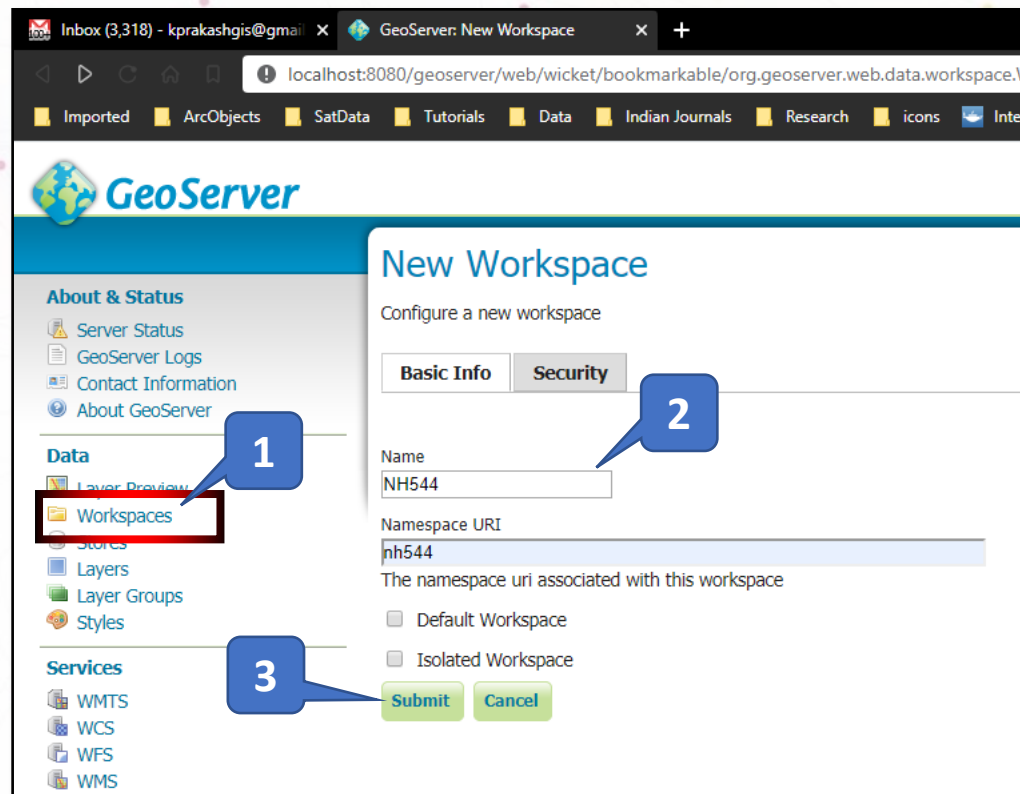 Inbox (3,318) - kprakashgis@gmai
GeoServer: New Workspace
localhost:8080/geoserver/web/wicket/bookmarkable/org.geoserver.web.data.workspace.
Imported ArcObjects SatData Tutorials Data Indian Journals Research icons Inte
GeoServer
New Workspace
Configure a new workspace
Basic Info Security
About & Status
Server Status
GeoServer Logs
Contact Information
About GeoServer
1
2
Data
Layer Preview
Workspaces
Stores
Layers
Layer Groups
Styles
Name
NH544
Namespace URI
nh544
The namespace uri associated with this workspace
Default Workspace
Isolated Workspace
3
Submit Cancel
Services
WMTS
WCS
WFS
WMS